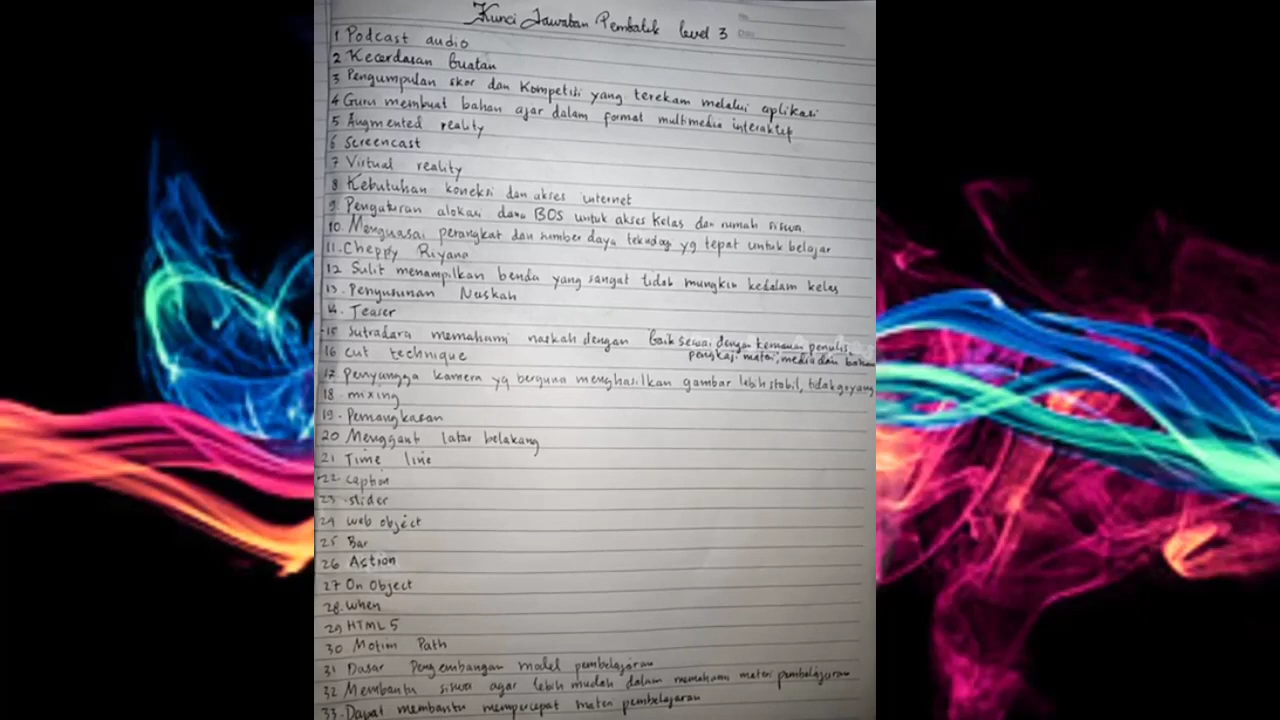 Kunci Jawaban Pembatik level 3
1 Podcast audio
2 Kecerdasan buatan
3 Pengumpulan skor dan kompetisi yang terekam melalui aplikasi
4 Guru membuat bahan ajar dalam format multimedia interaktif
5 Augmented reality
6 Screencast
7 Virtual reality
8 Kebutuhan koneksi dan akses internet
9. Pengaturan alokasi dana BOS untuk akses kelas dan rumah siswa
10. Menguasai perangkat dan sumber daya teknologi yg tepat untuk belajar
11. Cheppy Riyana
12 Sulit menampilkan benda yang sangat tidak mungkin kedalam kelas
13. Penyusunan Naskah
14. Teaser
15 Sutradara memahami naskah dengan baik sesuai dengan kemauan penulis,
pengkaji materi, media dan bahasa
16 Cut technique
17 Penyangga kamera yg berguna menghasilkan gambar lebih stabil, tidak goyang
18. mixing
19. Pemangkasan
20 Mengganti latar belakang
21 Time line
22. caption
23. slider
24 web object
25 Bar
26 Action
27 On Object
28. When
29 HTML 5
30 Motion Path
31 Dasar Pengembangan model pembelajaran
32 Membantu siswa agar lebih mudah dalam memahami materi pembelajaran
33. Dapat membantu mempercepat materi pembelajaran